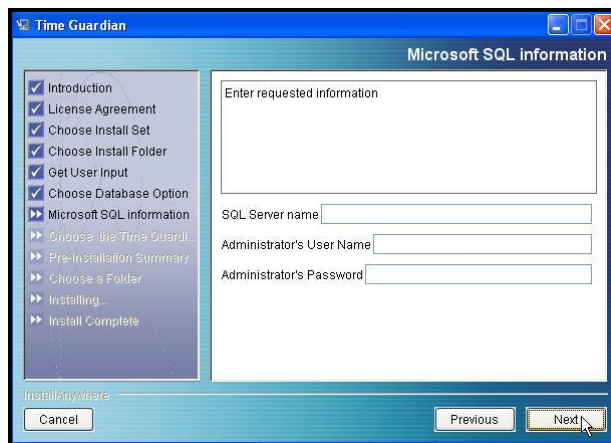 Time Guardian
Microsoft SQL information
Introduction
License Agreement
Choose Install Set
Choose Install Folder
Get User Input
Choose Database Option
Microsoft SQL information
Choose the Time Guardi...
Pre-Installation Summary
Choose a Folder
Installing...
Install Complete
Enter requested information
SQL Server name
Administrator's User Name
Administrator's Password
InstallAnywhere
Cancel
Previous
Next